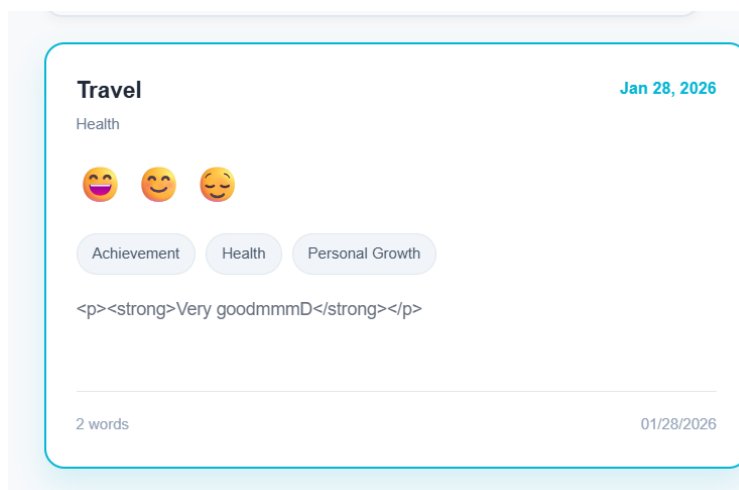 Travel
Jan 28, 2026
Health
Achievement
Health
Personal Growth
<p><strong>Very goodmmmD</strong></p>
2 words
01/28/2026